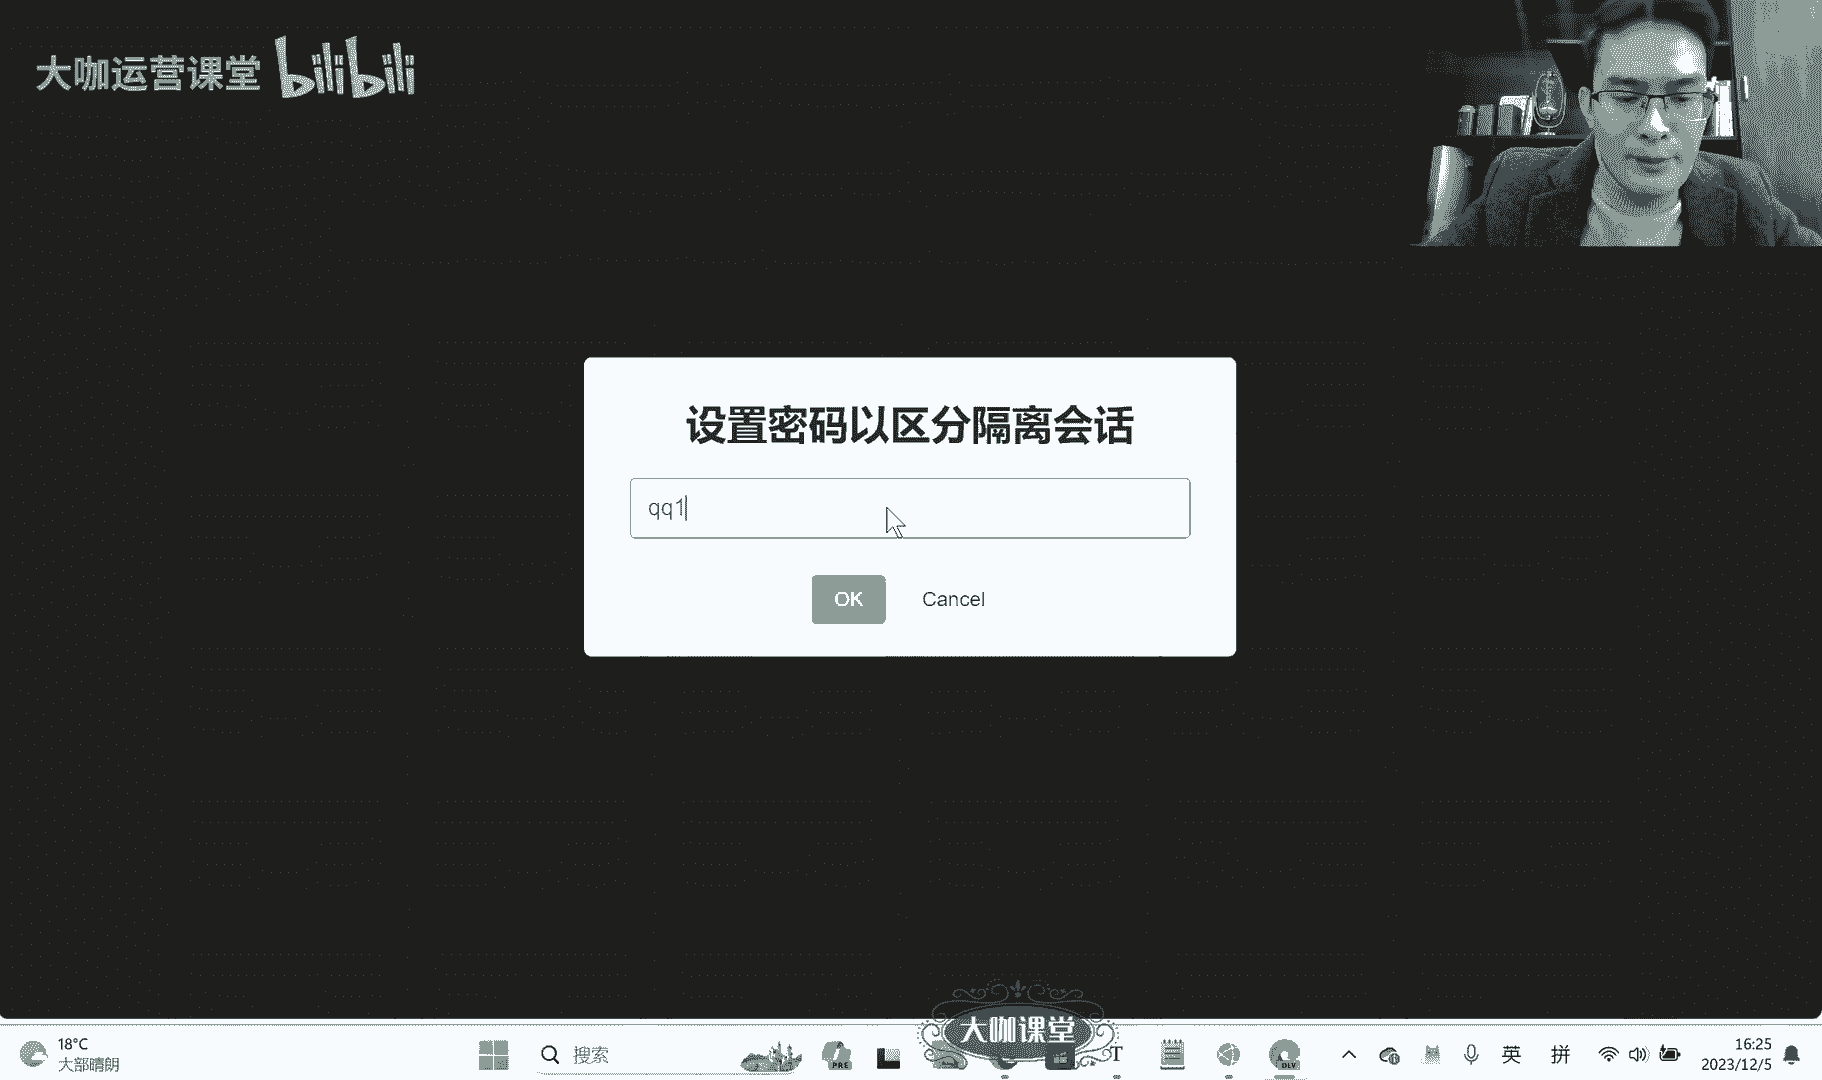 大咖运营课堂 bilibili
设置密码以区分隔离会话
qq1
OK Cancel
大咖课堂
18°C
大部晴朗
搜索
PRE
T
DEV
英 拼
16:25
2023/12/5